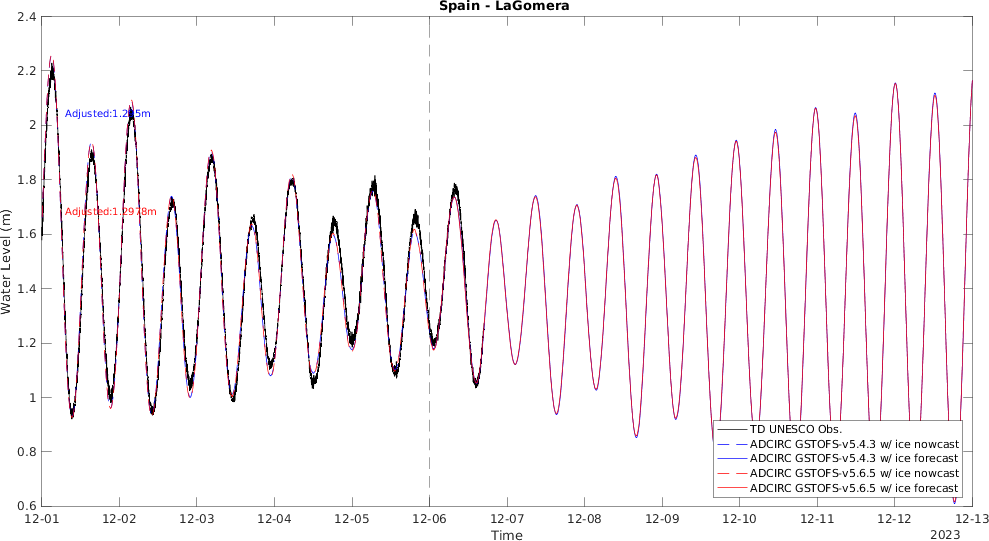 Spain - LaGomera
2.4
2.2
2
1.8
1.6
1.4
1.2
1
0.8
0.6
Water Level (m)
Adjusted:1.2978m
TD UNESCO Obs.
ADCIRC GSTOFS-v5.4.3 w/ ice nowcast
ADCIRC GSTOFS-v5.4.3 w/ ice forecast
ADCIRC GSTOFS-v5.6.5 w/ ice nowcast
ADCIRC GSTOFS-v5.6.5 w/ ice forecast
12-01 12-02 12-03 12-04 12-05 12-06 12-07 12-08 12-09 12-10 12-11 12-12 12-13
Time
2023